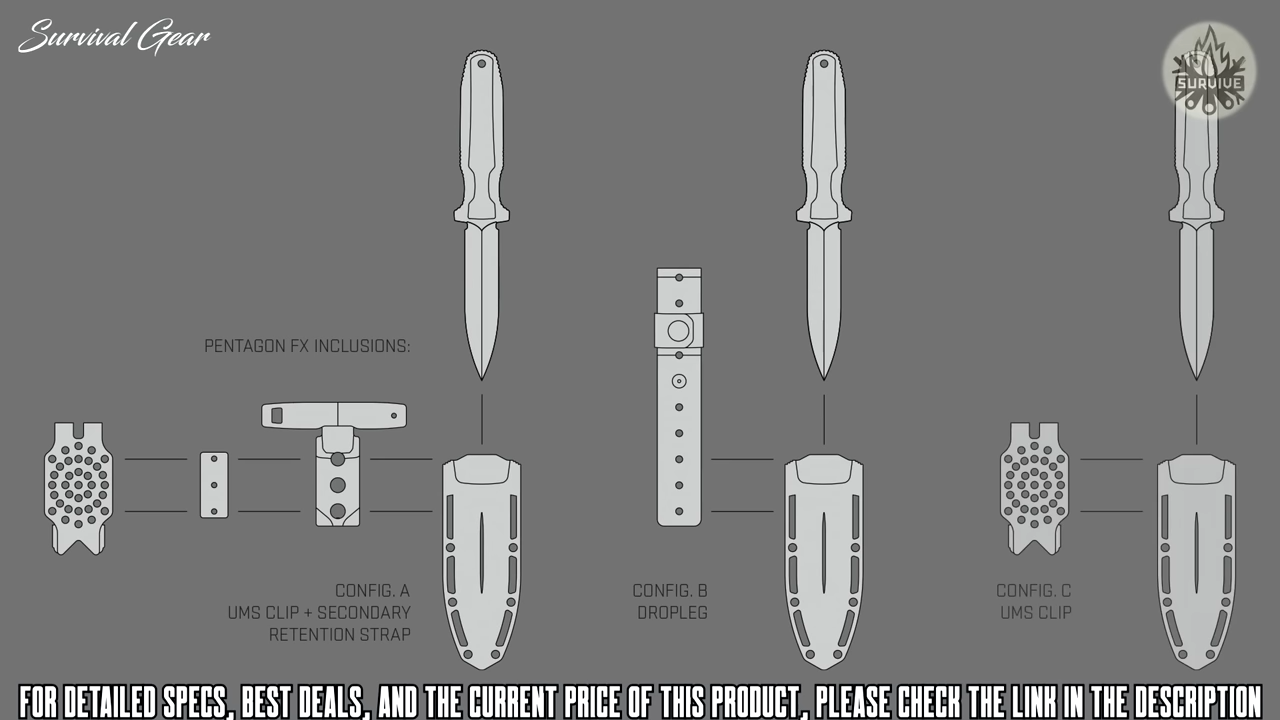 Survival Gear
SURVIVE
PENTAGON FX INCLUSIONS:
CONFIG. A
UMS CLIP + SECONDARY
RETENTION STRAP
CONFIG. B
DROPLEG
CONFIG. C
UMS CLIP
FOR DETAILED SPECS, BEST DEALS, AND THE CURRENT PRICE OF THIS PRODUCT, PLEASE CHECK THE LINK IN THE DESCRIPTION